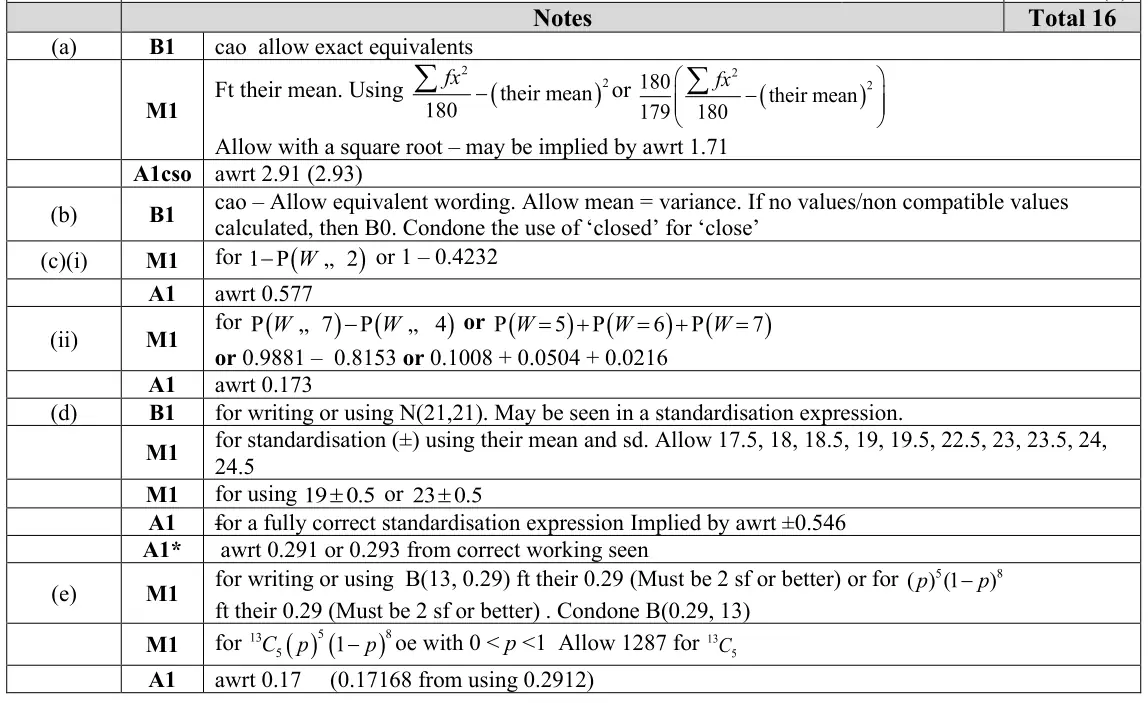 Notes Total 16
(a) B1 cao allow exact equivalents
M1 Ft their mean. Using ∑fx²/180 − (their mean)² or 180/179 (∑fx²/180 − (their mean)²)
Allow with a square root – may be implied by awrt 1.71
A1cso awrt 2.91 (2.93)
(b) B1 cao – Allow equivalent wording. Allow mean = variance. If no values/non compatible values
calculated, then B0. Condone the use of ‘closed’ for ‘close’
(c)(i) M1 for 1−P(W ,, 2) or 1 – 0.4232
A1 awrt 0.577
(ii) M1 for P(W ,, 7)−P(W ,, 4) or P(W=5)+P(W=6)+P(W=7)
or 0.9881 – 0.8153 or 0.1008 + 0.0504 + 0.0216
A1 awrt 0.173
(d) B1 for writing or using N(21,21). May be seen in a standardisation expression.
M1 for standardisation (±) using their mean and sd. Allow 17.5, 18, 18.5, 19, 19.5, 22.5, 23, 23.5, 24,
24.5
M1 for using 19±0.5 or 23±0.5
A1 for a fully correct standardisation expression Implied by awrt ±0.546
A1* awrt 0.291 or 0.293 from correct working seen
(e) M1 for writing or using B(13, 0.29) ft their 0.29 (Must be 2 sf or better) or for (p)⁵(1−p)⁸
ft their 0.29 (Must be 2 sf or better) . Condone B(0.29, 13)
M1 for ¹³C₅(p)⁵(1−p)⁸ oe with 0 < p <1 Allow 1287 for ¹³C₅
A1 awrt 0.17 (0.17168 from using 0.2912)